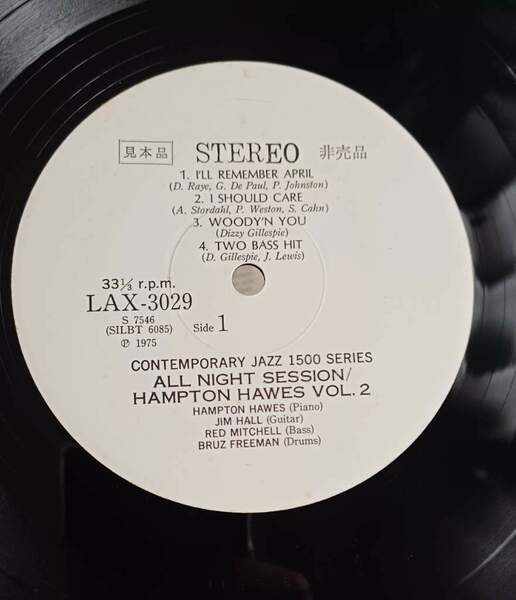 見本品 STEREO 非売品
1. I'LL REMEMBER APRIL
(D. Raye, G. De Paul, P. Johnston)
2. I SHOULD CARE
(A. Stordahl, P. Weston, S. Cahn)
3. WOODY'N YOU
(Dizzy Gillespie)
4. TWO BASS HIT
(D. Gillespie, J. Lewis)
33⅓ r.p.m.
LAX-3029
S 7546
(SILBT 6085) Side 1
℗ 1975
CONTEMPORARY JAZZ 1500 SERIES
ALL NIGHT SESSION/
HAMPTON HAWES VOL. 2
HAMPTON HAWES (Piano)
JIM HALL (Guitar)
RED MITCHELL (Bass)
BRUZ FREEMAN (Drums)